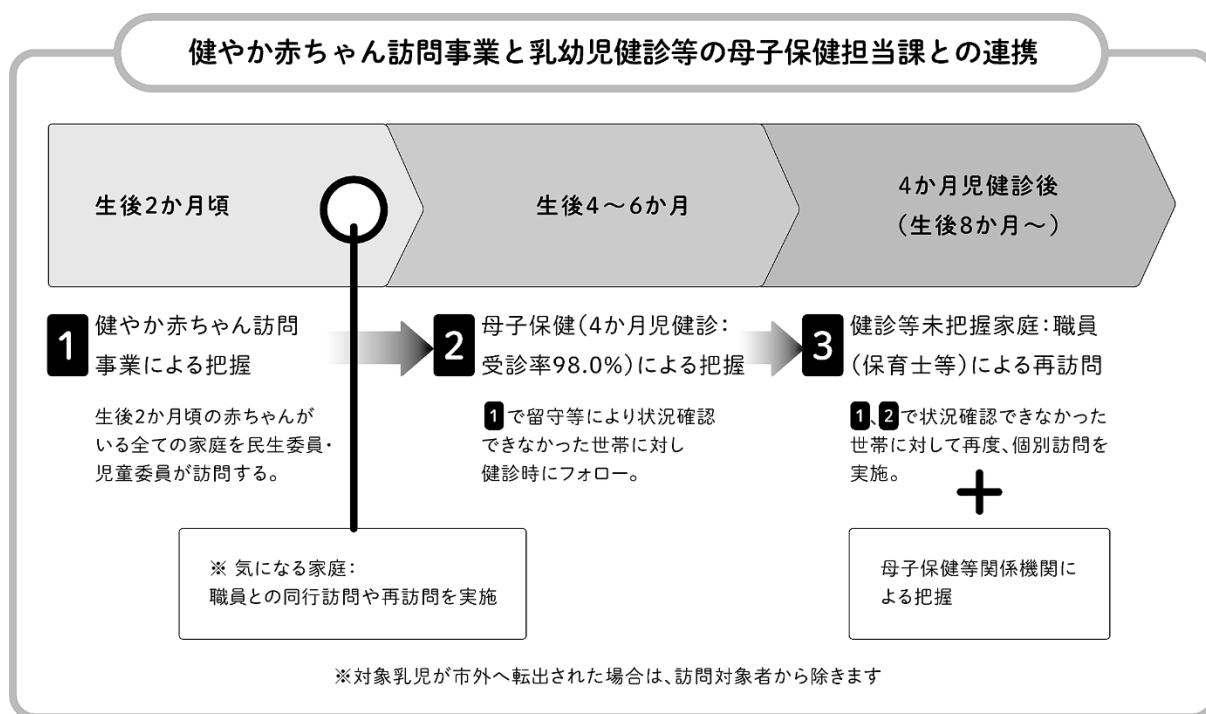 健やか赤ちゃん訪問事業と乳幼児健診等の母子保健担当課との連携
生後2か月頃
生後4～6か月
4か月児健診後
(生後8か月～)
1 健やか赤ちゃん訪問
事業による把握
生後2か月頃の赤ちゃんが
いる全ての家庭を民生委員・
児童委員が訪問する。
2 母子保健(4か月児健診：
受診率98.0%)による把握
1で留守等により状況確認
できなかった世帯に対し
健診時にフォロー。
3 健診等未把握家庭：職員
(保育士等)による再訪問
1、2で状況確認できなかった
世帯に対して再度、個別訪問を
実施。
※ 気になる家庭：
職員との同行訪問や再訪問を実施
+
母子保健等関係機関に
よる把握
※対象乳児が市外へ転出された場合は、訪問対象者から除きます